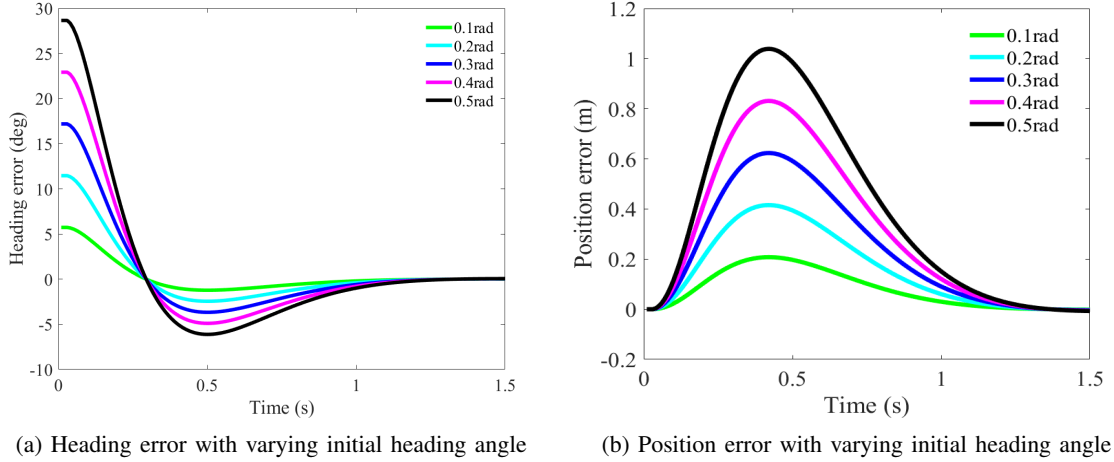 30
25
20
15
10
5
0
-5
-10
Heading error (deg)
0.1rad
0.2rad
0.3rad
0.4rad
0.5rad
0 0.5 1 1.5
Time (s)
(a) Heading error with varying initial heading angle
1.2
1
0.8
0.6
0.4
0.2
0
-0.2
Position error (m)
0.1rad
0.2rad
0.3rad
0.4rad
0.5rad
0 0.5 1 1.5
Time (s)
(b) Position error with varying initial heading angle